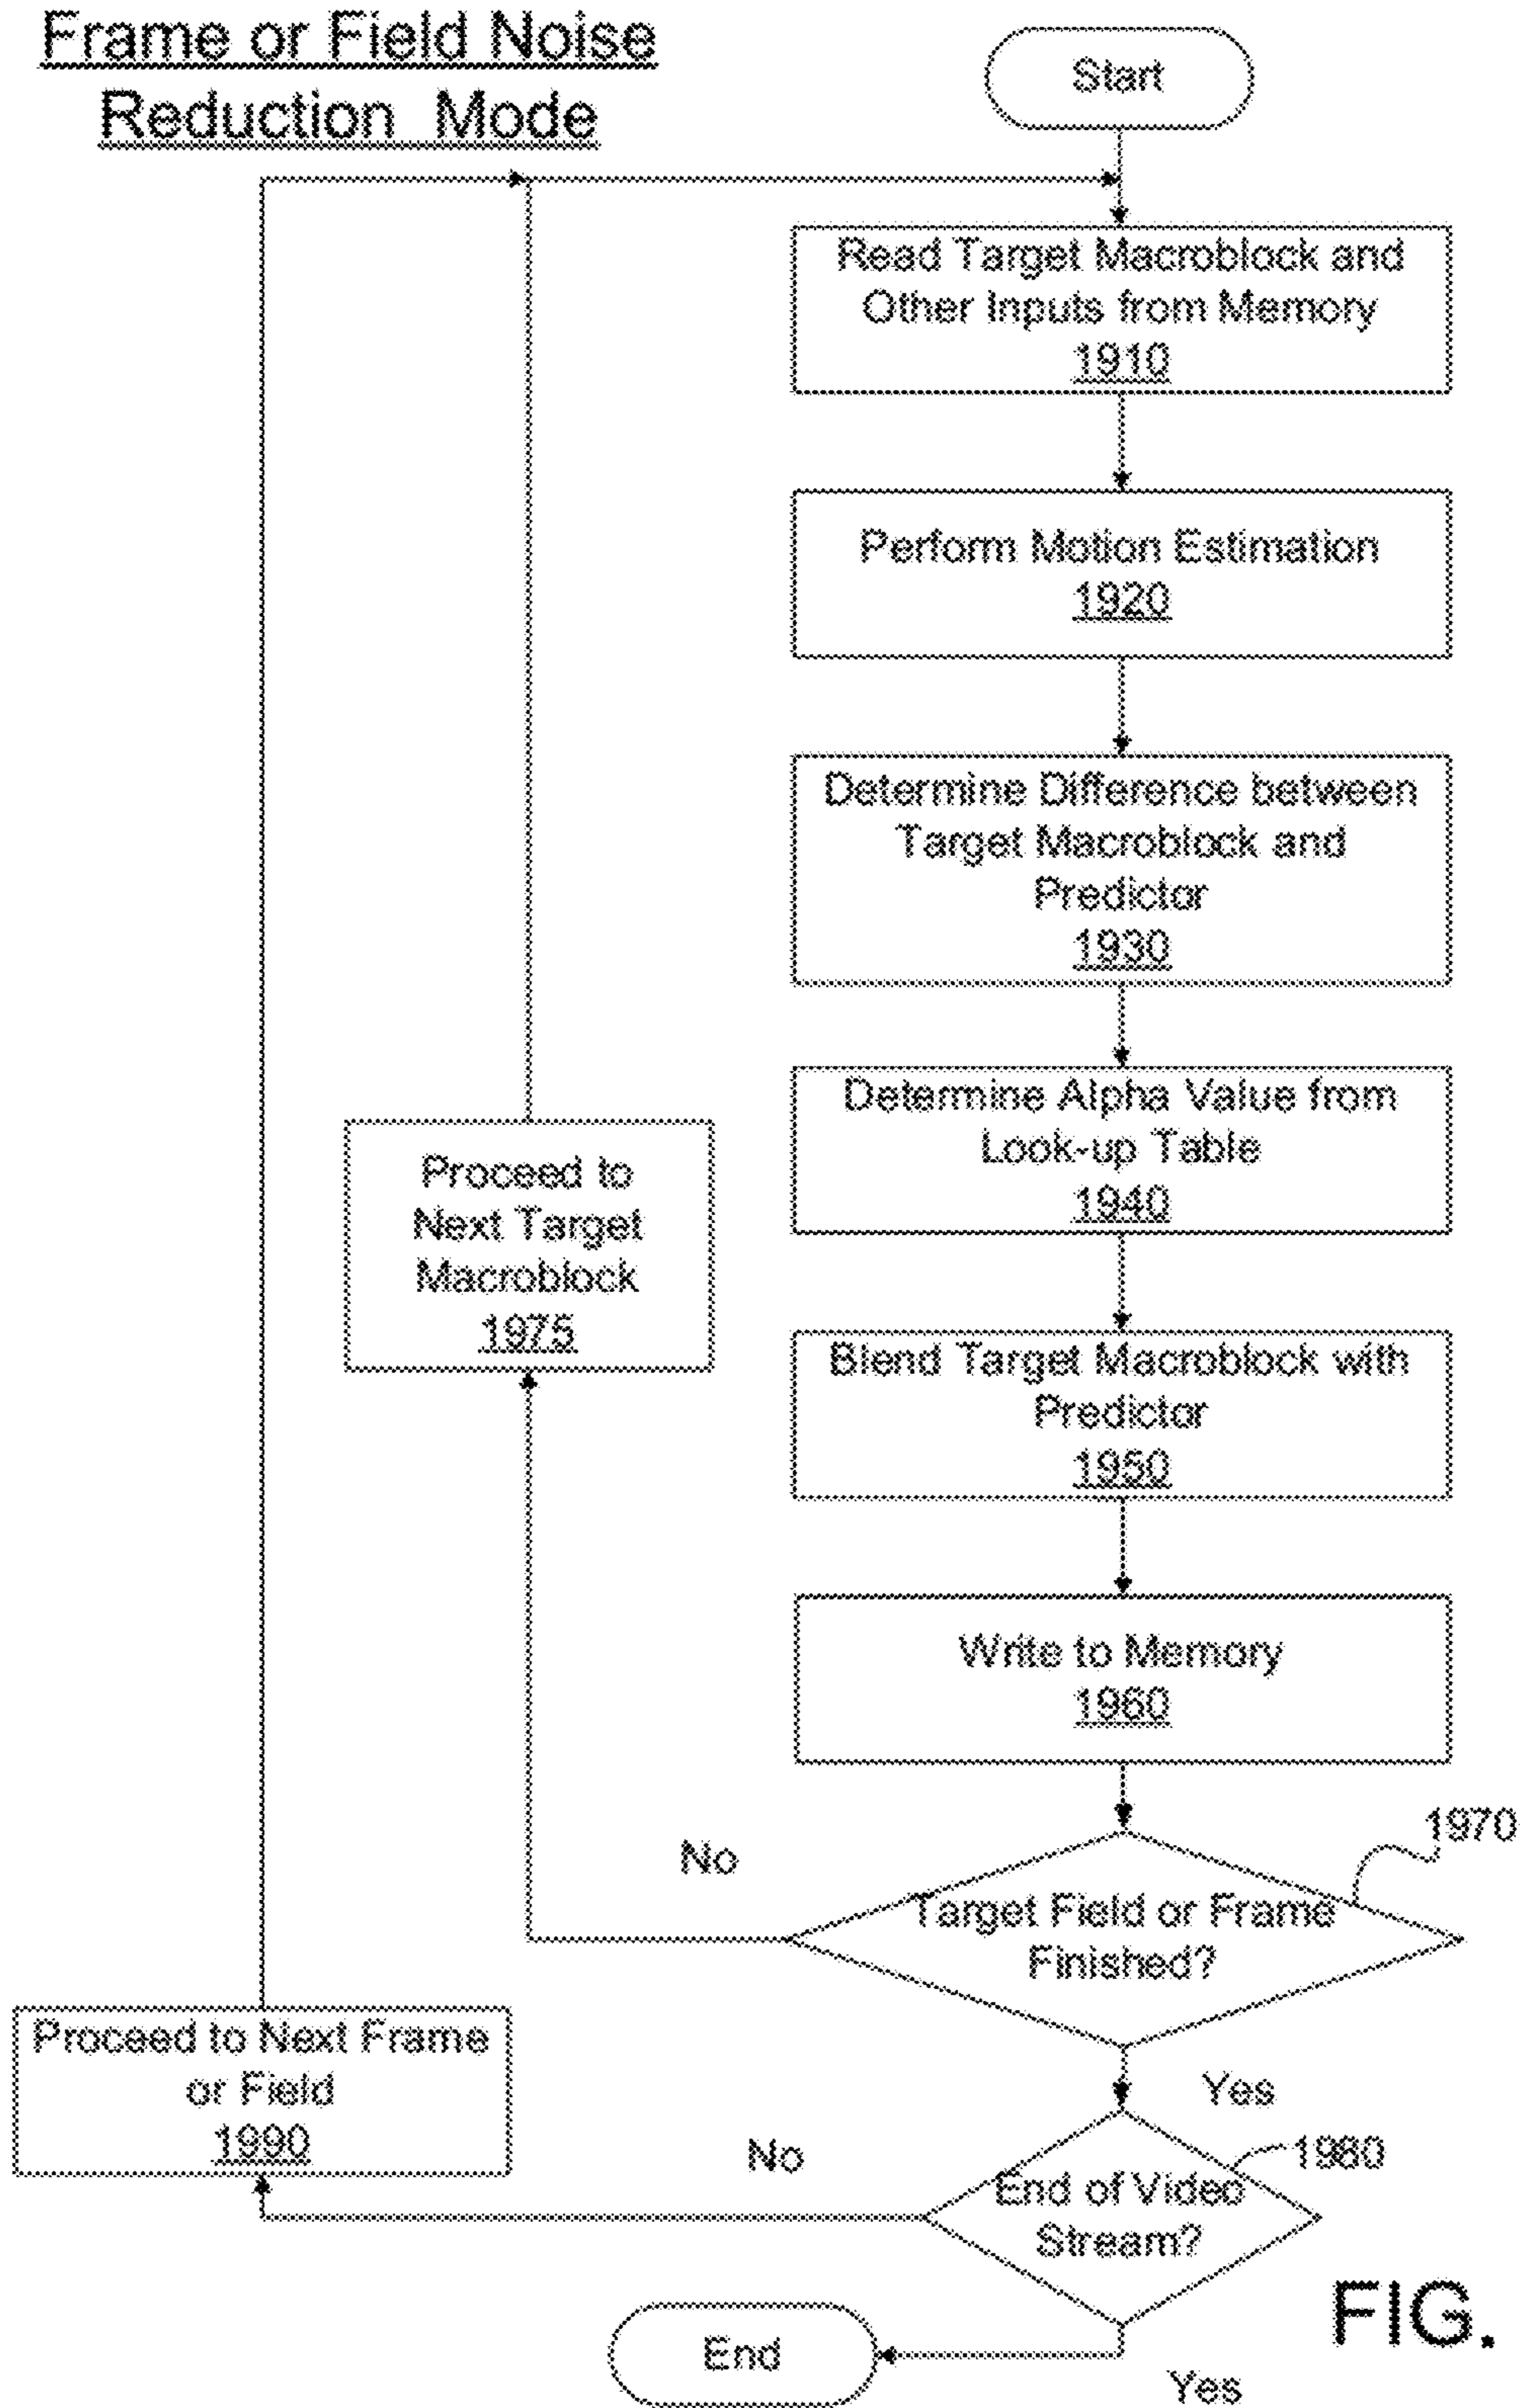 Frame or Field Noise
Reduction Mode
Start
Read Target Macroblock and
Other Inputs from Memory
1910
Perform Motion Estimation
1920
Determine Difference between
Target Macroblock and
Predictor
1930
Determine Alpha Value from
Look-up Table
1940
Proceed to
Next Target
Macroblock
1975
Blend Target Macroblock with
Predictor
1950
Write to Memory
1960
1970
No
Target Field or Frame
Finished?
Proceed to Next Frame
or Field
1990
Yes
No
1980
End of Video
Stream?
FIG.
End
Yes